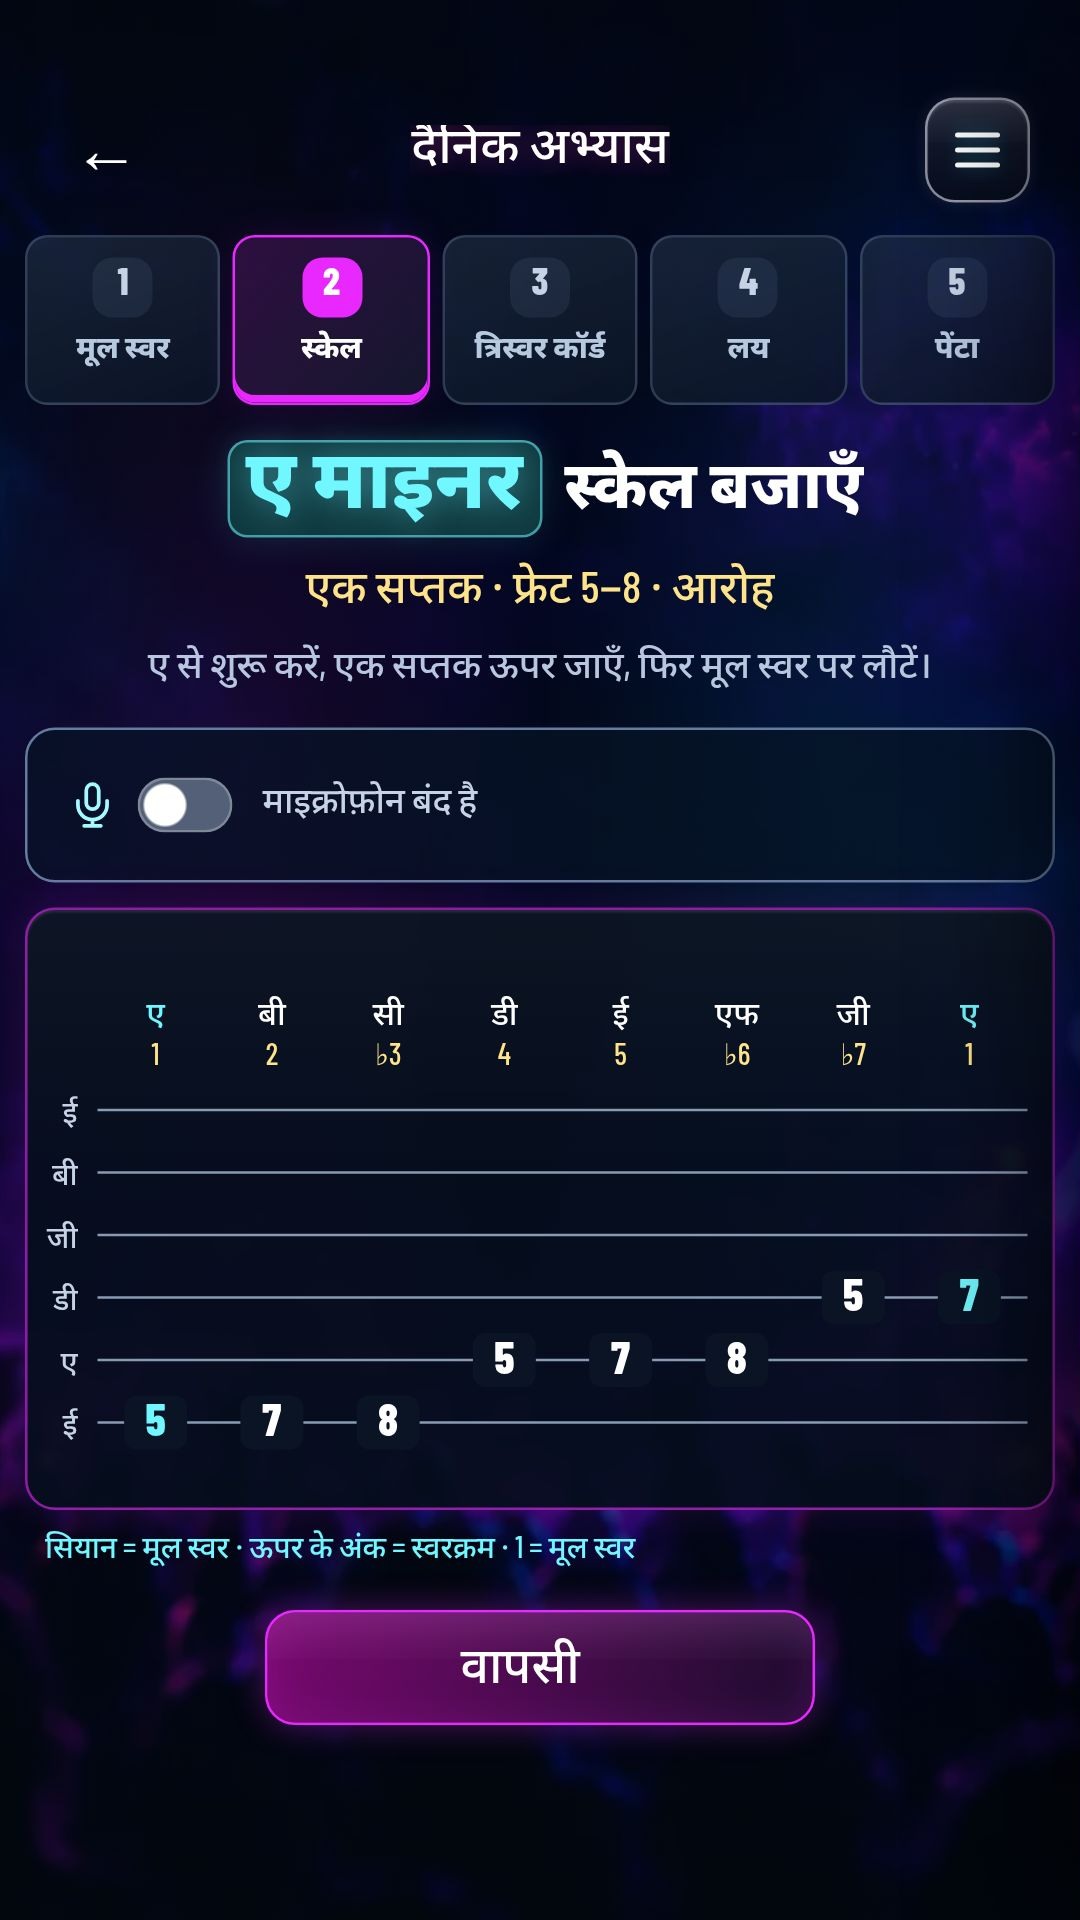 ← दैनिक अभ्यास
1 2 3 4 5
मूल स्वर स्केल त्रिस्वर कॉर्ड लय पेंटा
ए माइनर स्केल बजाएँ
एक सप्तक · फ्रेट 5–8 · आरोह
ए से शुरू करें, एक सप्तक ऊपर जाएँ, फिर मूल स्वर पर लौटें।
माइक्रोफ़ोन बंद है
ए बी सी डी ई एफ जी ए
1 2 ♭3 4 5 ♭6 ♭7 1
ई
बी
जी
डी 5 7
ए 5 7 8
ई 5 7 8
सियान = मूल स्वर · ऊपर के अंक = स्वरक्रम · 1 = मूल स्वर
वापसी